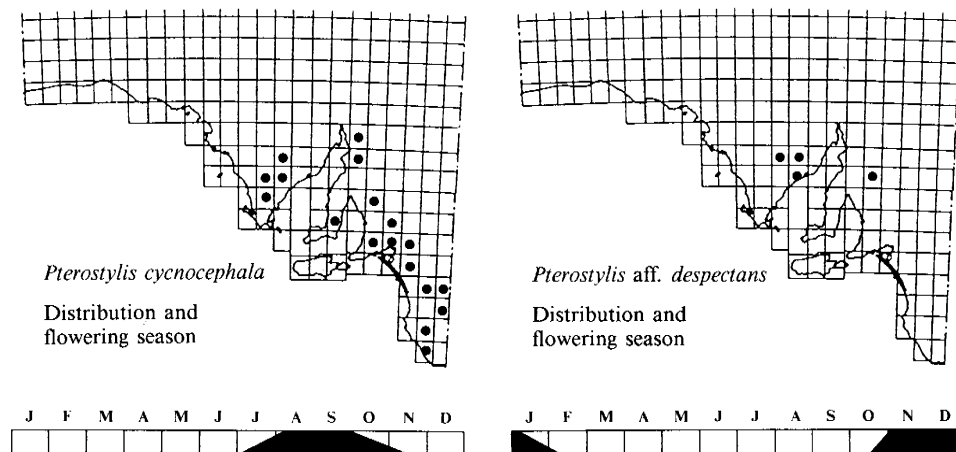 Pterostylis cycnocephala
Distribution and
flowering season
J F M A M J J A S O N D
Pterostylis aff. despectans
Distribution and
flowering season
J F M A M J J A S O N D